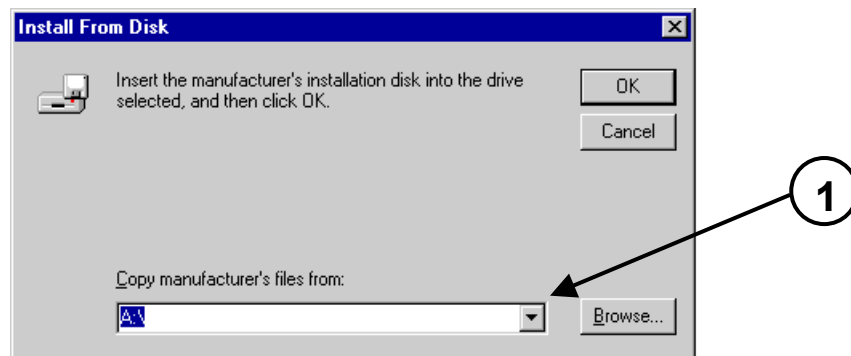 Install From Disk
Insert the manufacturer's installation disk into the drive
selected, and then click OK.
OK
Cancel
1
Copy manufacturer's files from:
A:\
Browse...